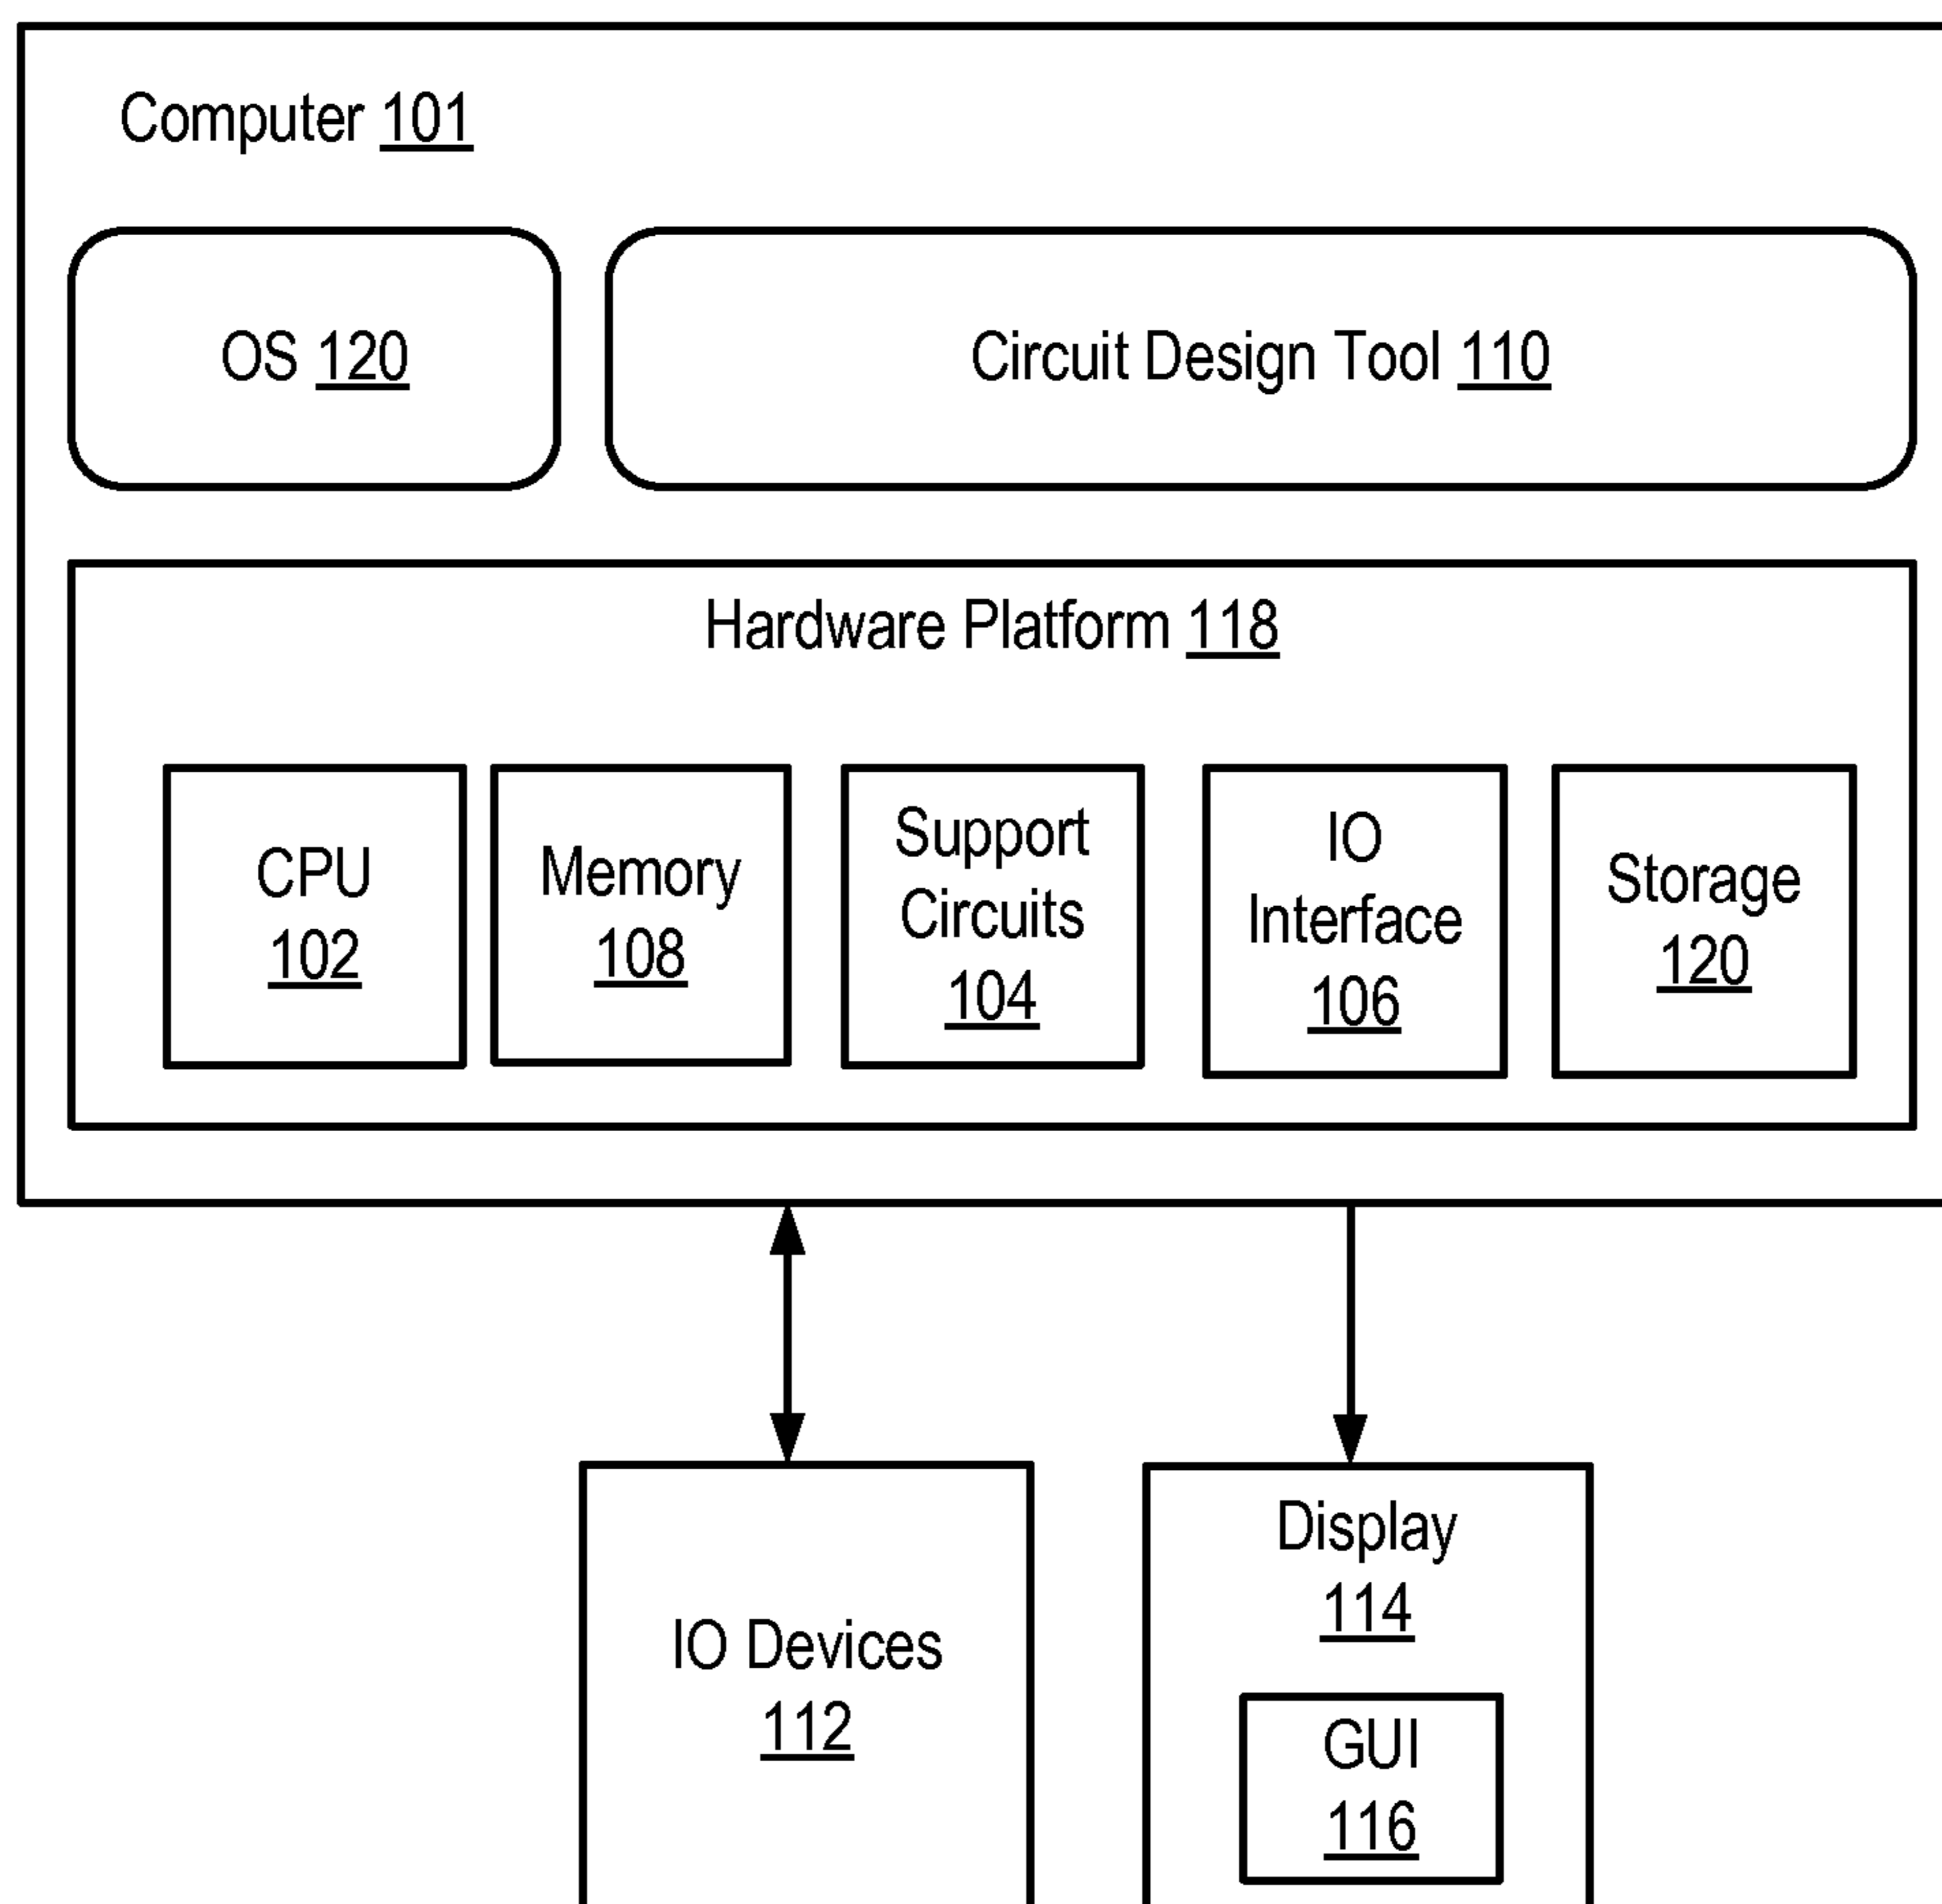 Computer 101
OS 120
Circuit Design Tool 110
Hardware Platform 118
CPU
102
Memory
108
Support
Circuits
104
IO
Interface
106
Storage
120
IO Devices
112
Display
114
GUI
116